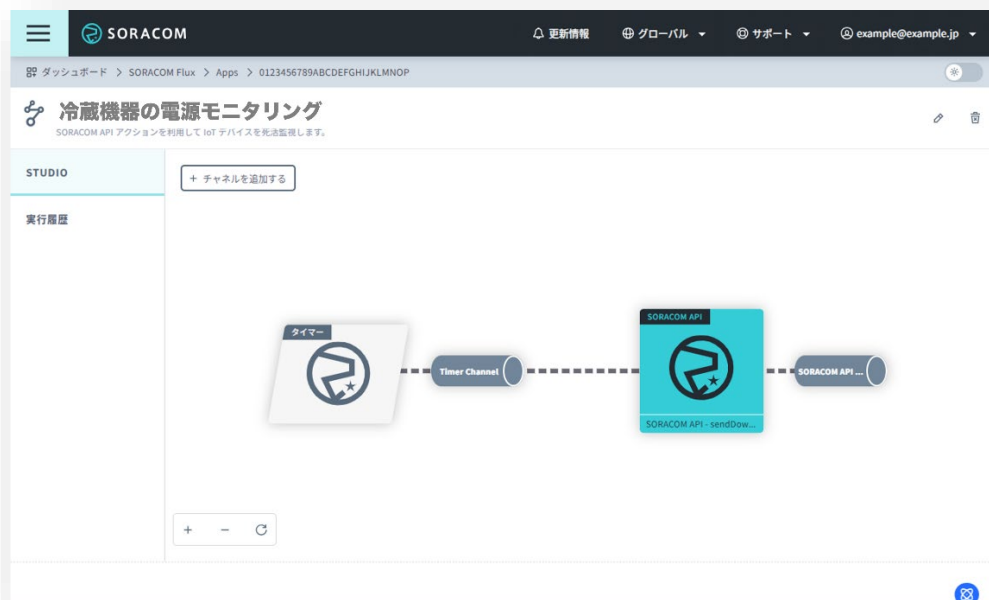 SORACOM
更新情報
グローバル
サポート
example@example.jp
ダッシュボード > SORACOM Flux > Apps > 0123456789ABCDEFGHIJKLMNOP
冷蔵機器の電源モニタリング
SORACOM API アクションを利用して IoT デバイスを死活監視します。
STUDIO
+ チャネルを追加する
実行履歴
タイマー
Timer Channel
SORACOM API
SORACOM API - sendDow...
SORACOM API ...